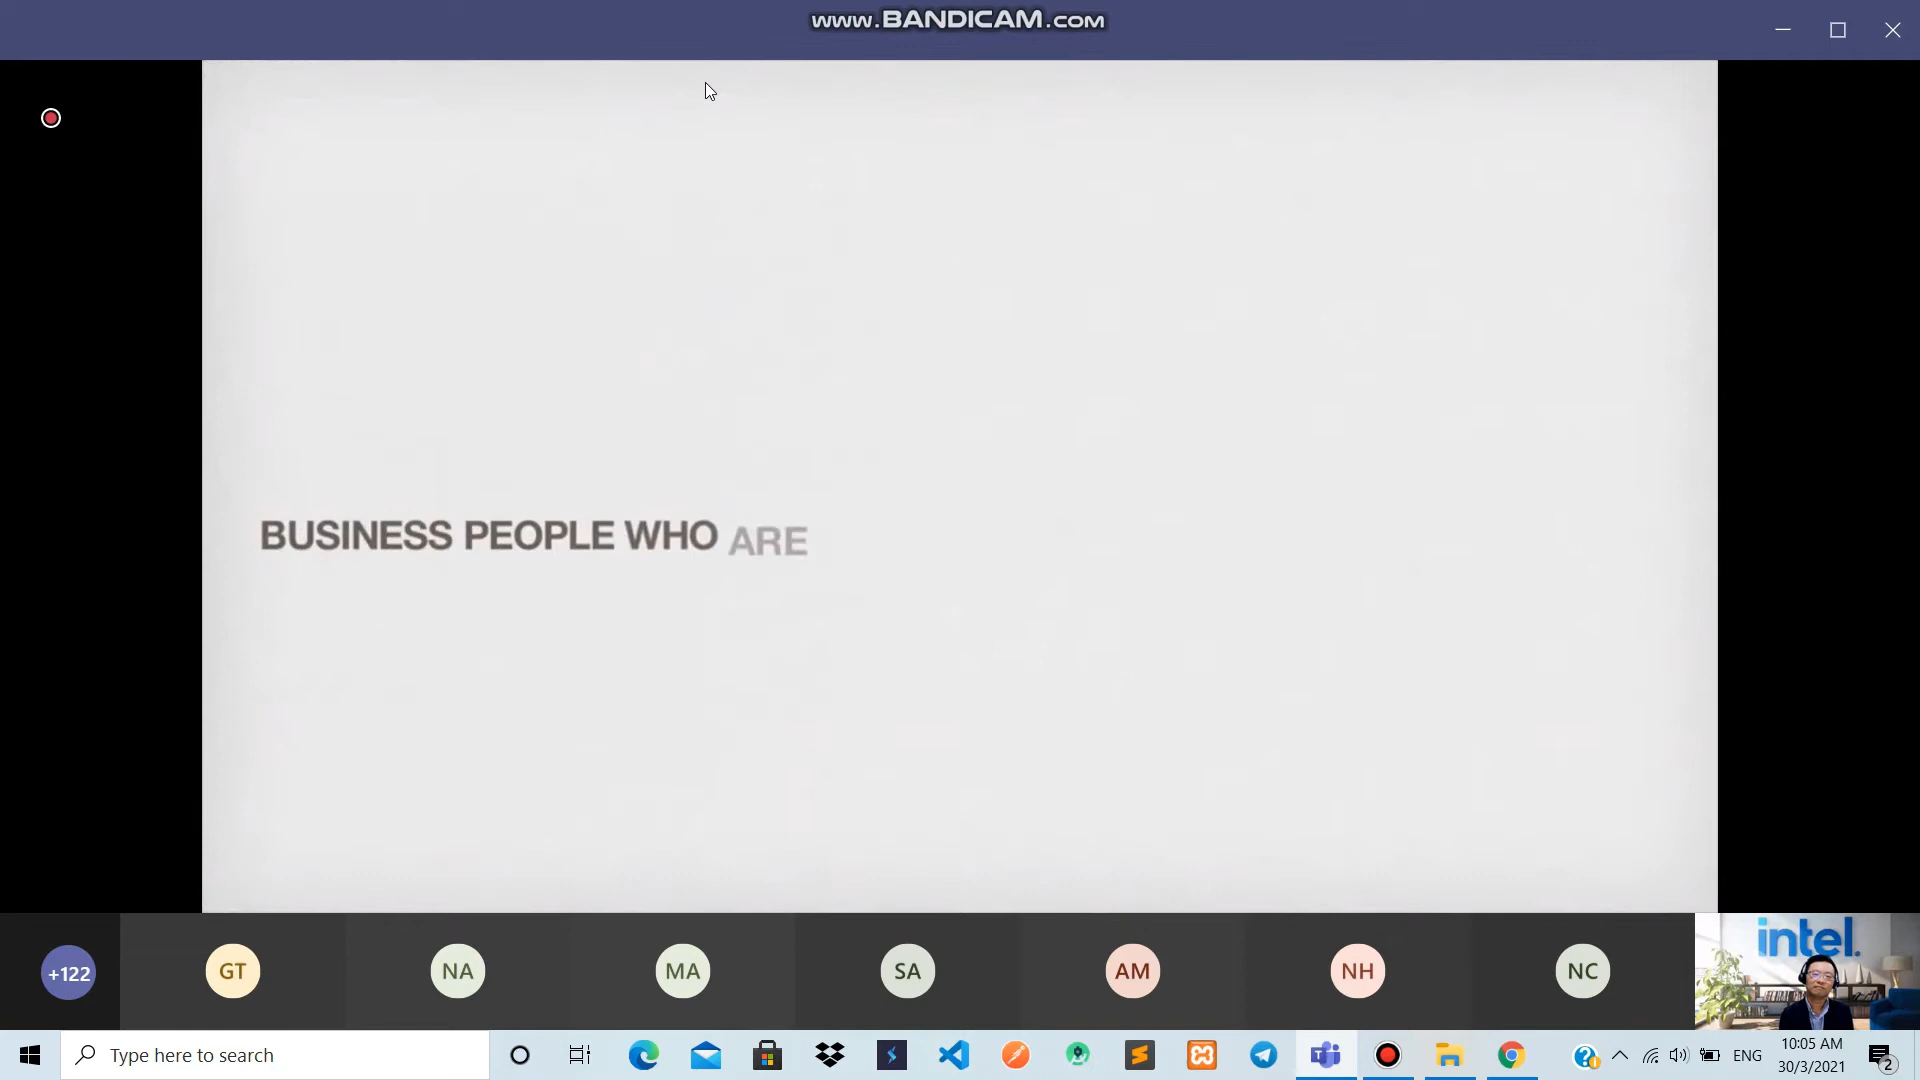 www.BANDICAM.com
BUSINESS PEOPLE WHO ARE
+122
GT
NA
MA
SA
AM
NH
NC
intel.
Type here to search
ENG
10:05 AM
30/3/2021
2